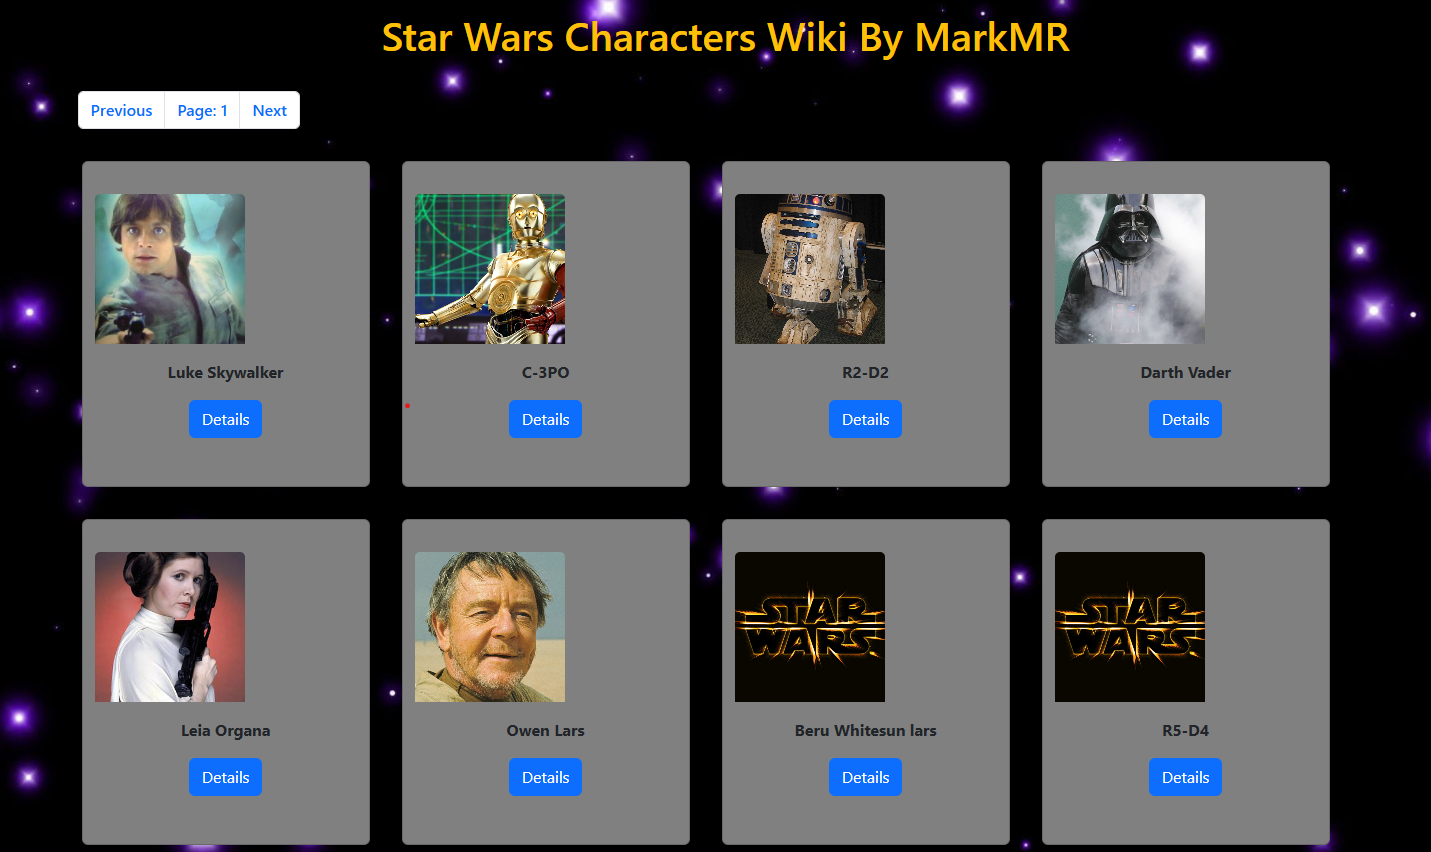 Star Wars Characters Wiki By MarkMR
Previous Page: 1 Next
Luke Skywalker
Details
C-3PO
Details
R2-D2
Details
Darth Vader
Details
Leia Organa
Details
Owen Lars
Details
STAR
WARS
Beru Whitesun lars
Details
STAR
WARS
R5-D4
Details